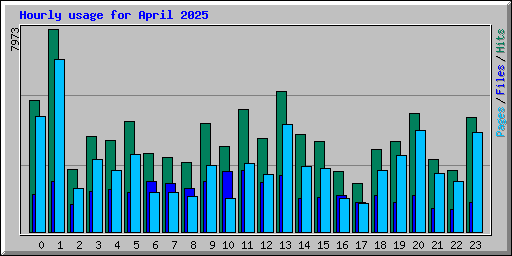 Hourly usage for April 2025
7973
Pages / Files / Hits
0 1 2 3 4 5 6 7 8 9 10 11 12 13 14 15 16 17 18 19 20 21 22 23